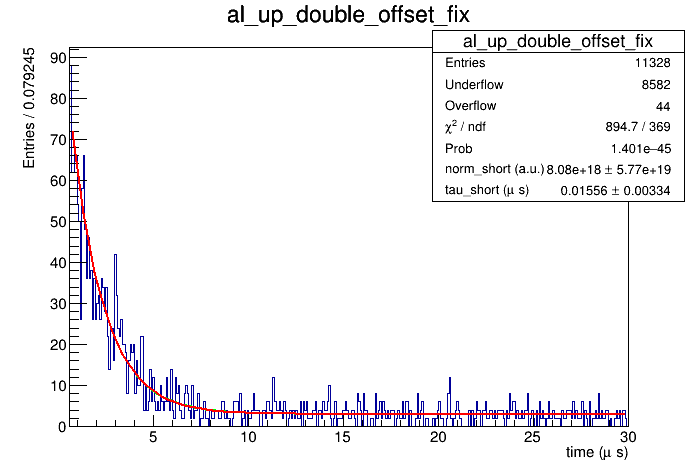 al_up_double_offset_fix
al_up_double_offset_fix
Entries 11328
Underflow 8582
Overflow 44
χ² / ndf 894.7 / 369
Prob 1.401e−45
norm_short (a.u.) 8.08e+18 ± 5.77e+19
tau_short (μ s) 0.01556 ± 0.00334
Entries / 0.079245
90
80
70
60
50
40
30
20
10
0
5 10 15 20 25 30
time (μ s)